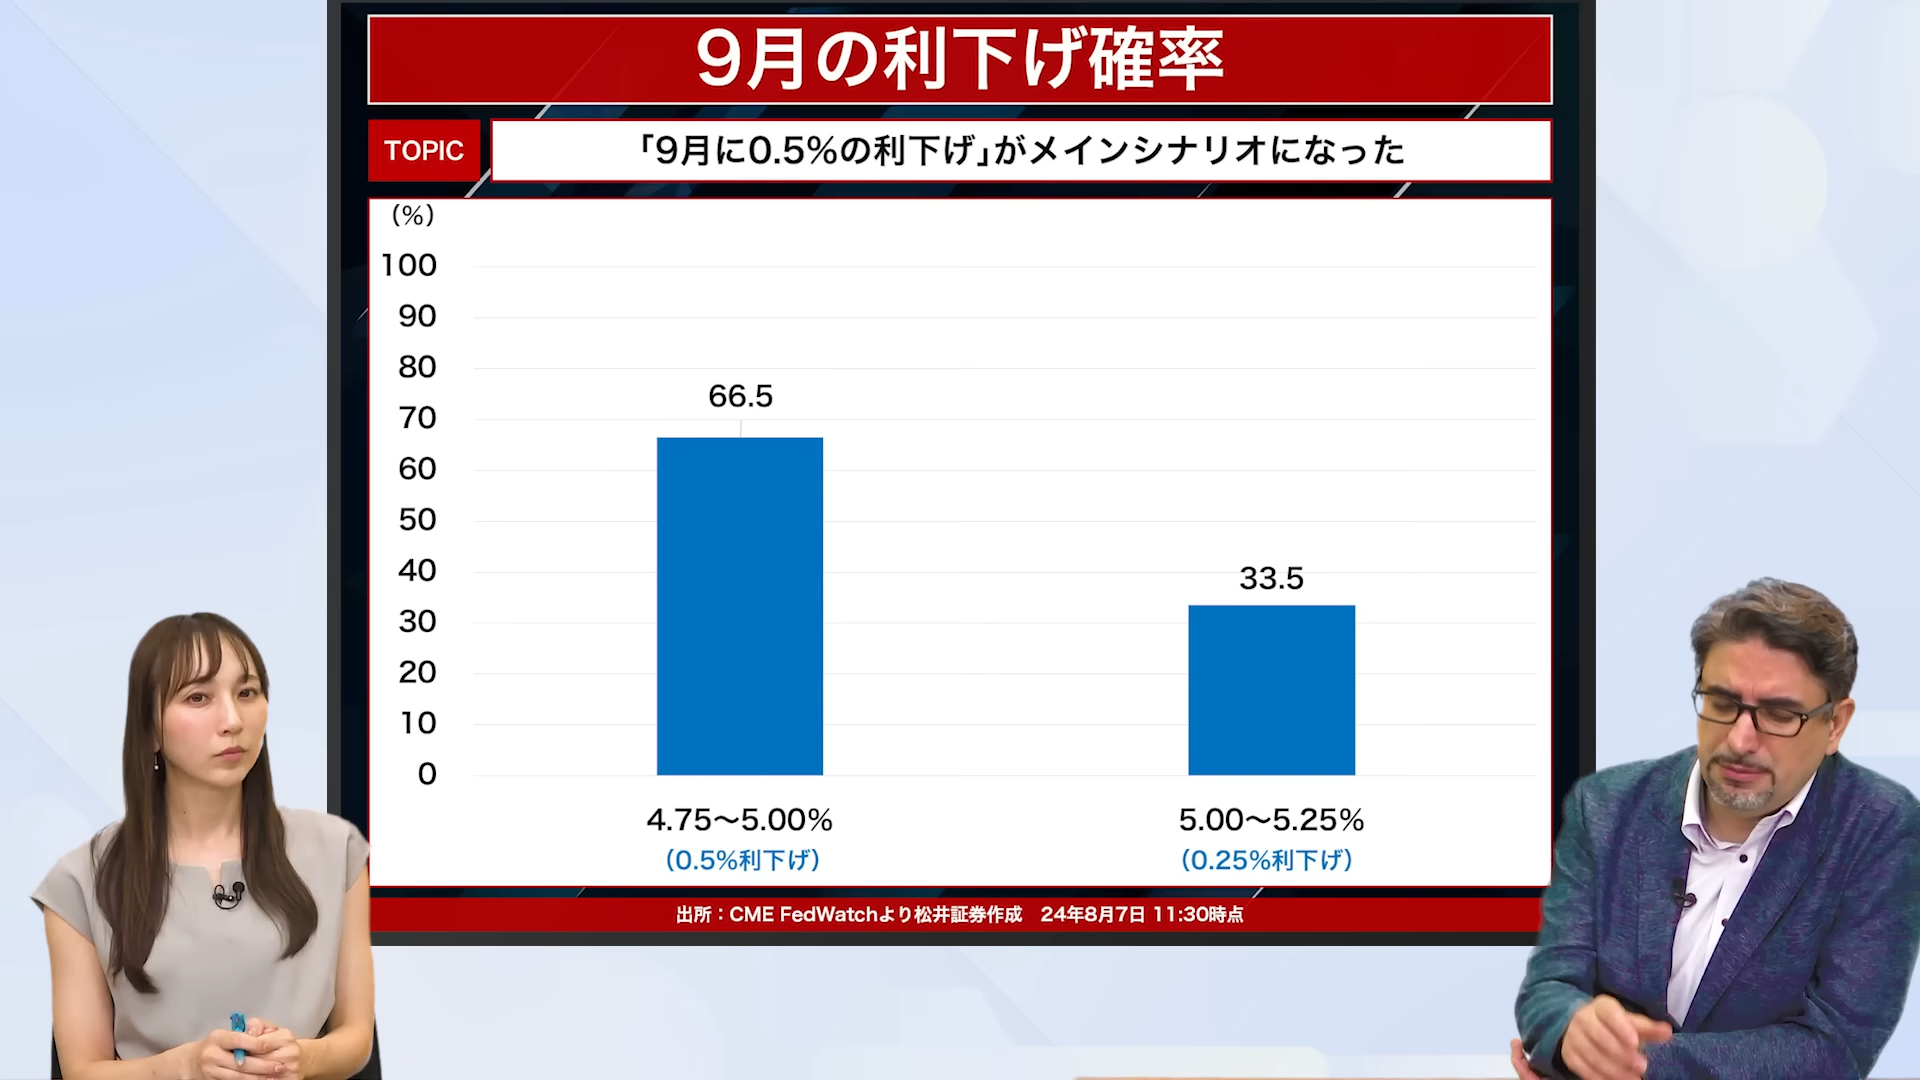 9月の利下げ確率
TOPIC
「9月に0.5%の利下げ」がメインシナリオになった
(%)
100
90
80
70
60
50
40
30
20
10
0
66.5
33.5
4.75〜5.00%
(0.5%利下げ)
5.00〜5.25%
(0.25%利下げ)
出所：CME FedWatchより松井証券作成　24年8月7日 11:30時点